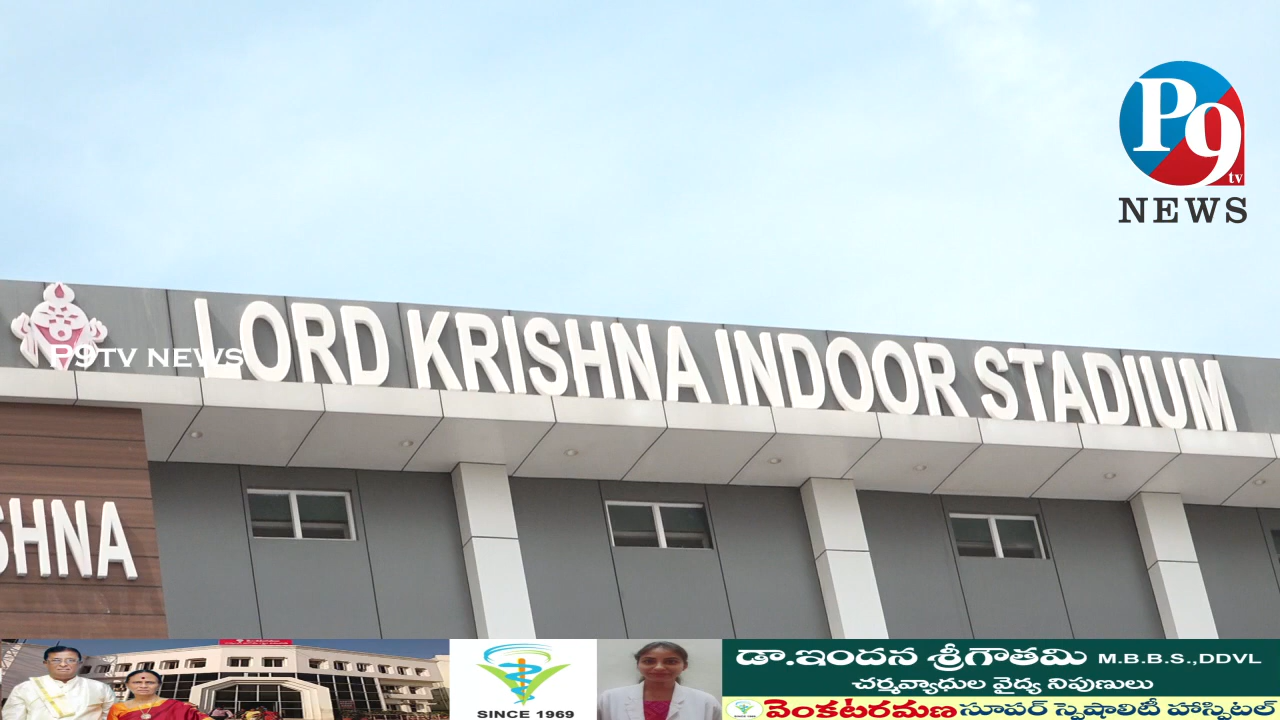 P9
tv
NEWS
LORD KRISHNA INDOOR STADIUM
P9TV NEWS
SHNA
SINCE 1969
డా.ఇందన శ్రీగౌతమి M.B.B.S.,DDVL
చర్మవ్యాధుల వైద్య నిపుణులు
వెంకటరమణ సూపర్ స్పెషాలిటీ హాస్పిటల్